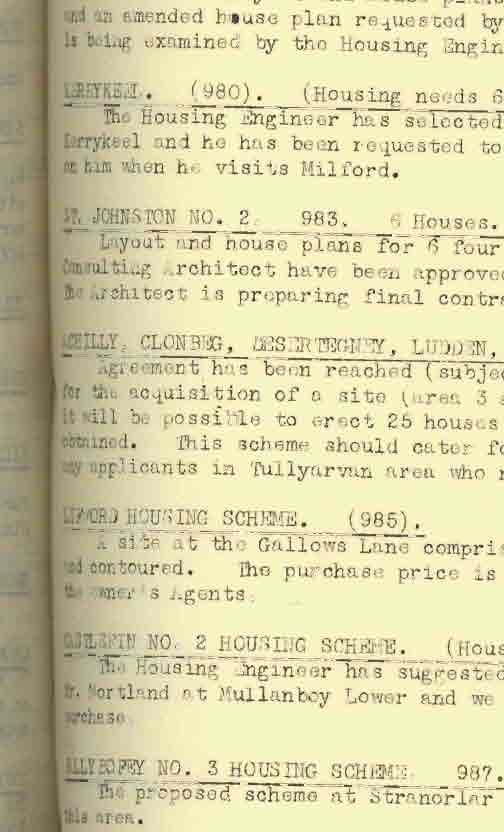 and an amended house plan requested by
is being examined by the Housing Engin
KERRYKEEL. (980). (Housing needs 6
The Housing Engineer has selected
Kerrykeel and he has been requested to
on him when he visits Milford.
ST. JOHNSTON NO. 2. 983. 6 Houses.
Layout and house plans for 6 four
Consulting Architect have been approved
The Architect is preparing final contra
CLONBEG, DESERTEGNEY, LUDDEN,
Agreement has been reached (subjec
for the acquisition of a site (area 3
it will be possible to erect 25 houses
obtained. This scheme should cater fo
any applicants in Tullyarvan area who
LIFFORD HOUSING SCHEME. (985).
A site at the Gallows Lane compris
and contoured. The purchase price is
the owner's Agents.
CASTLEFIN NO. 2 HOUSING SCHEME. (Hous
The Housing Engineer has suggested
Mr. Mortland at Mullanboy Lower and we
purchase.
BALLYBOFEY NO. 3 HOUSING SCHEME. 987.
The proposed scheme at Stranorlar
this area.